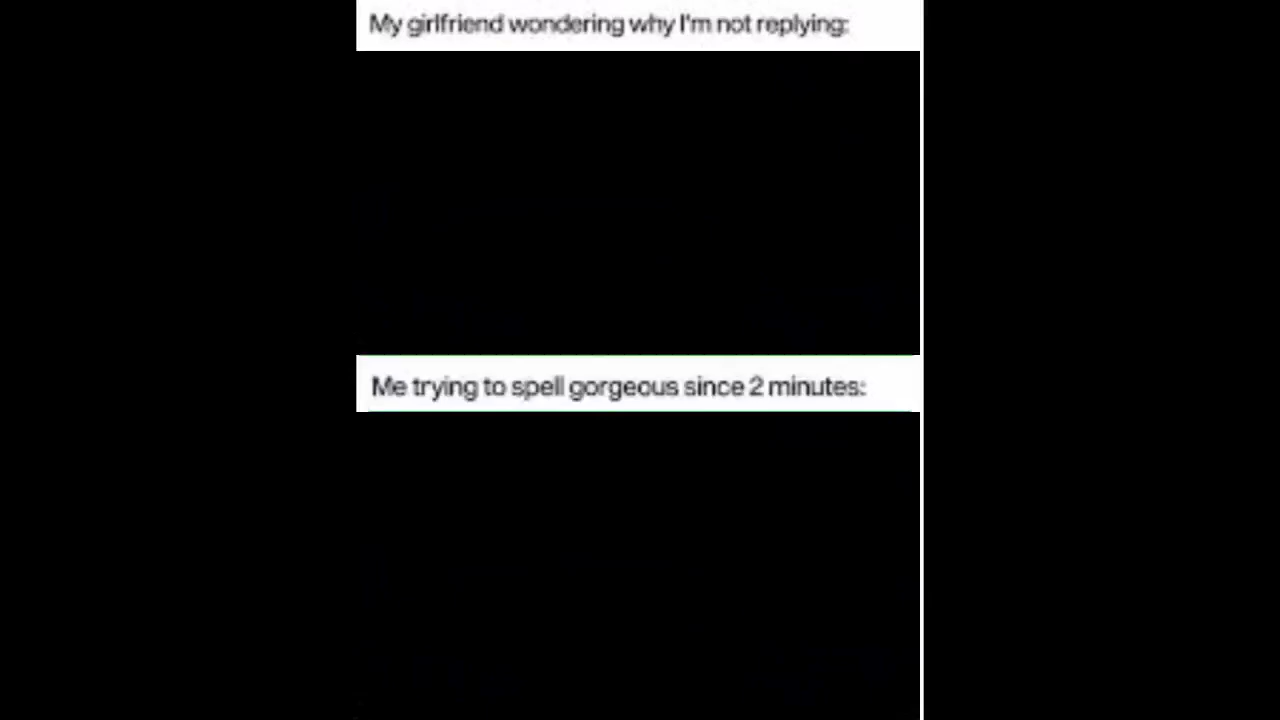 My girlfriend wondering why I'm not replying:
Me trying to spell gorgeous since 2 minutes: